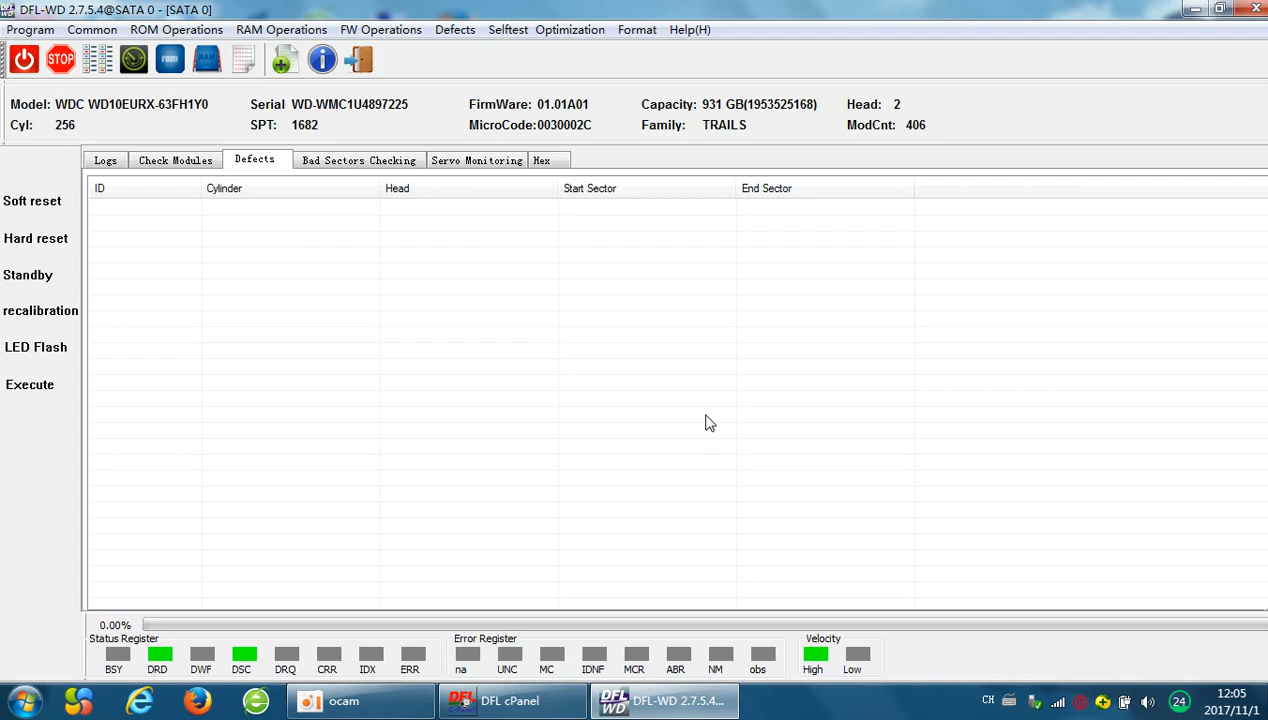 DFL-WD 2.7.5.4@SATA 0 - [SATA 0]
Program Common ROM Operations RAM Operations FW Operations Defects Selftest Optimization Format Help(H)
STOP rom RAM
Model: WDC WD10EURX-63FH1Y0 Serial WD-WMC1U4897225 FirmWare: 01.01A01 Capacity: 931 GB(1953525168) Head: 2
Cyl: 256 SPT: 1682 MicroCode:0030002C Family: TRAILS ModCnt: 406
Logs Check Modules Defects Bad Sectors Checking Servo Monitoring Hex
ID Cylinder Head Start Sector End Sector
Soft reset
Hard reset
Standby
recalibration
LED Flash
Execute
0.00%
Status Register Error Register Velocity
BSY DRD DWF DSC DRQ CRR IDX ERR na UNC MC IDNF MCR ABR NM obs High Low
ocam DFL cPanel DFL-WD 2.7.5.4... CH 24 12:05
2017/11/1